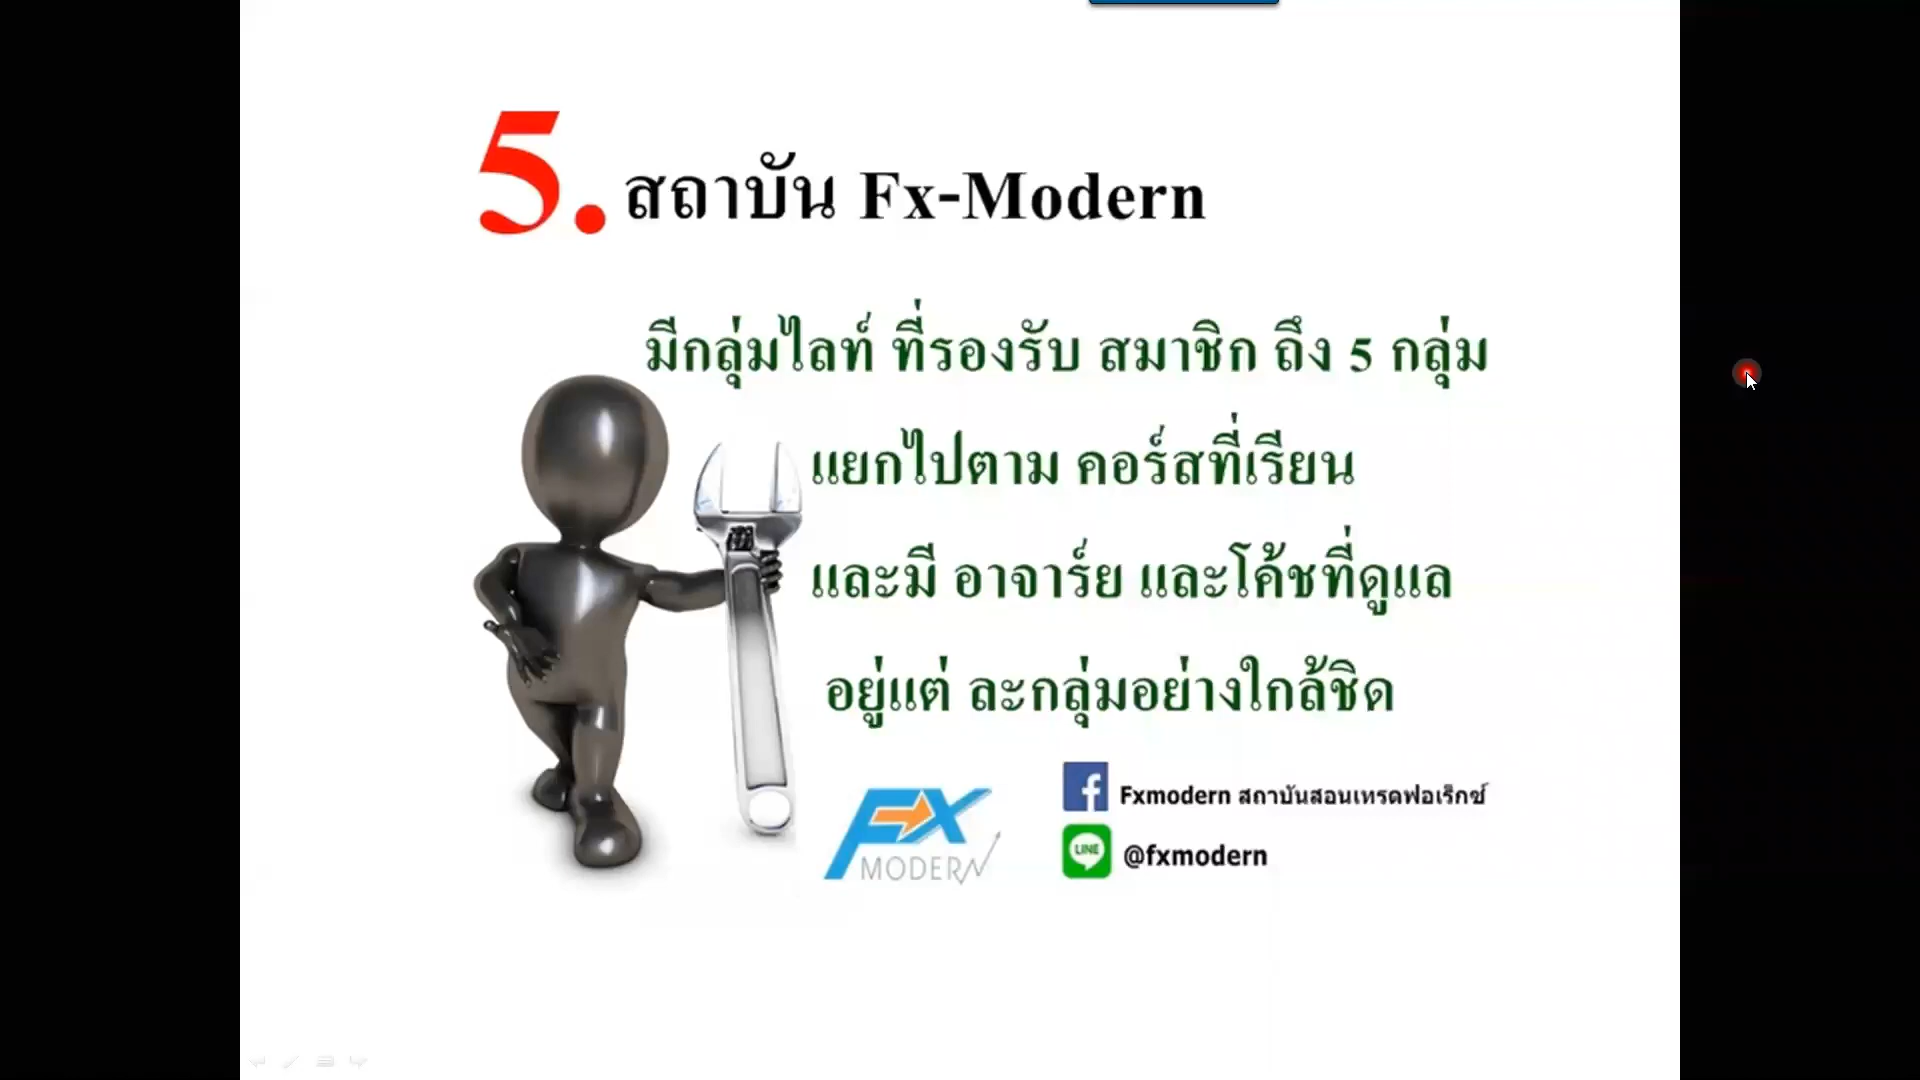 5. สถาบัน Fx-Modern
มีกลุ่มไลท์ ที่รองรับ สมาชิก ถึง 5 กลุ่ม
แยกไปตาม คอร์สที่เรียน
และมี อาจาร์ย และโค้ชที่ดูแล
อยู่แต่ ละกลุ่มอย่างใกล้ชิด
FX MODERN
Fxmodern สถาบันสอนเทรดฟอเร็กซ์
LINE @fxmodern